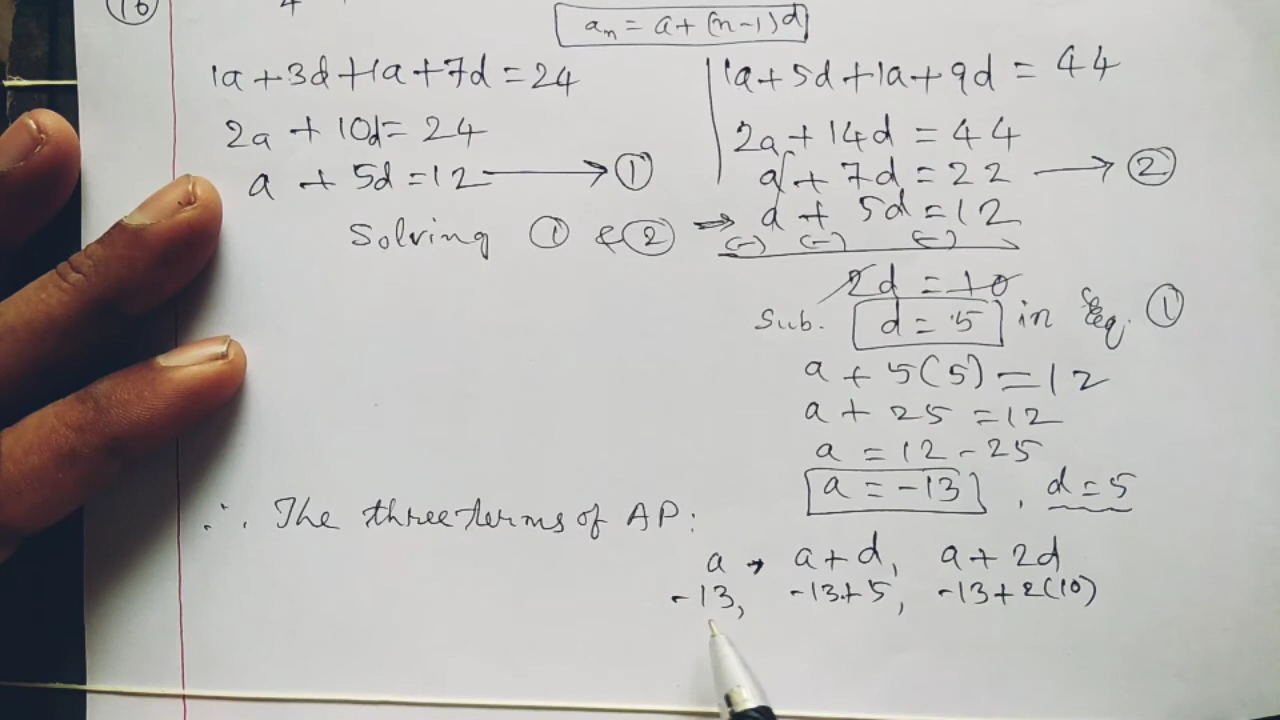 16
aₙ = a + (n-1)d
1a + 3d + 1a + 7d = 24
2a + 10d = 24
a + 5d = 12 → ①
1a + 5d + 1a + 9d = 44
2a + 14d = 44
a + 7d = 22 → ②
Solving ① & ② ⇒ a + 5d = 12
(-) (-) (-)
2d = 10
Sub. d = 5 in Eq. ①
a + 5(5) = 12
a + 25 = 12
a = 12 - 25
a = -13 , d = 5
∴ The three terms of AP:
a , a + d, a + 2d
-13, -13+5, -13+2(10)